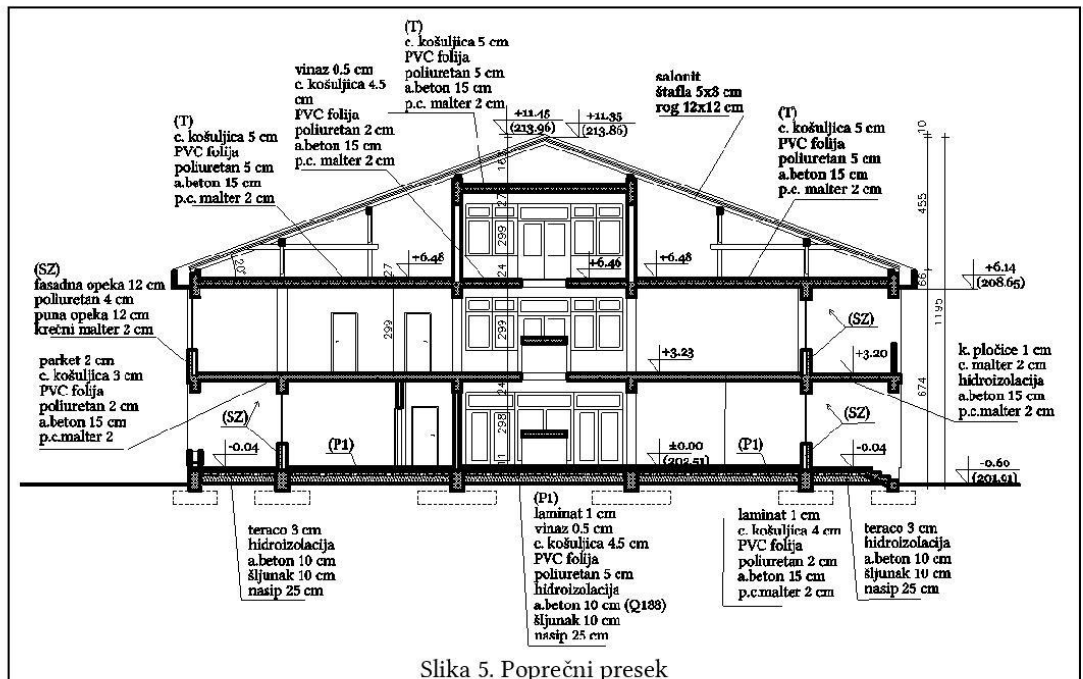 (T)
c. košuljica 5 cm
PVC folija
poliuretan 5 cm
a.beton 15 cm
p.c. malter 2 cm
vinaz 0.5 cm
c. košuljica 4.5
cm
PVC folija
poliuretan 2 cm
a.beton 15 cm
p.c. malter 2 cm
salonit
štafla 5x8 cm
rog 12x12 cm
(T)
c. košuljica 5 cm
PVC folija
poliuretan 5 cm
a.beton 15 cm
p.c. malter 2 cm
(T)
c. košuljica 5 cm
PVC folija
poliuretan 5 cm
a.beton 15 cm
p.c. malter 2 cm
(213.96)
+11.35
(213.86)
10
455
66
1195
674
27
299
24
299
24
298
11
27
299
20°
+6.48
+6.46
+6.48
+6.14
(208.65)
(SZ)
fasadna opeka 12 cm
poliuretan 4 cm
puna opeka 12 cm
krečni malter 2 cm
(SZ)
+3.23
+3.20
parket 2 cm
c. košuljica 3 cm
PVC folija
poliuretan 2 cm
a.beton 15 cm
p.c.malter 2
k. pločice 1 cm
c. malter 2 cm
hidroizolacija
a.beton 15 cm
p.c.malter 2 cm
(SZ)
(SZ)
-0.04
(P1)
±0.00
(202.51)
(P1)
-0.04
-0.60
(201.91)
teraco 3 cm
hidroizolacija
a.beton 10 cm
šljunak 10 cm
nasip 25 cm
(P1)
laminat 1 cm
vinaz 0.5 cm
c. košuljica 4.5 cm
PVC folija
poliuretan 5 cm
hidroizolacija
a.beton 10 cm (Q188)
šljunak 10 cm
nasip 25 cm
laminat 1 cm
c. košuljica 4 cm
PVC folija
poliuretan 2 cm
a.beton 15 cm
p.c.malter 2 cm
teraco 3 cm
hidroizolacija
a.beton 10 cm
šljunak 10 cm
nasip 25 cm
Slika 5. Poprečni presek